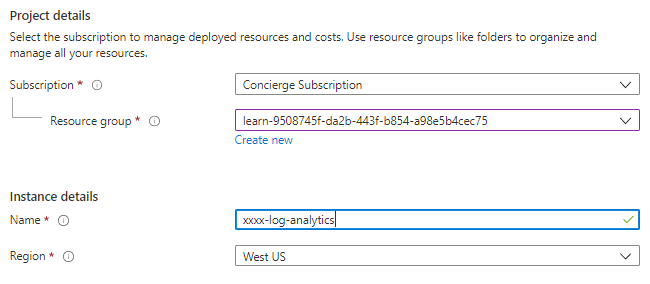 Project details
Select the subscription to manage deployed resources and costs. Use resource groups like folders to organize and
manage all your resources.
Subscription *
Concierge Subscription
Resource group *
learn-9508745f-da2b-443f-b854-a98e5b4cec75
Create new
Instance details
Name *
xxxx-log-analytics
Region *
West US